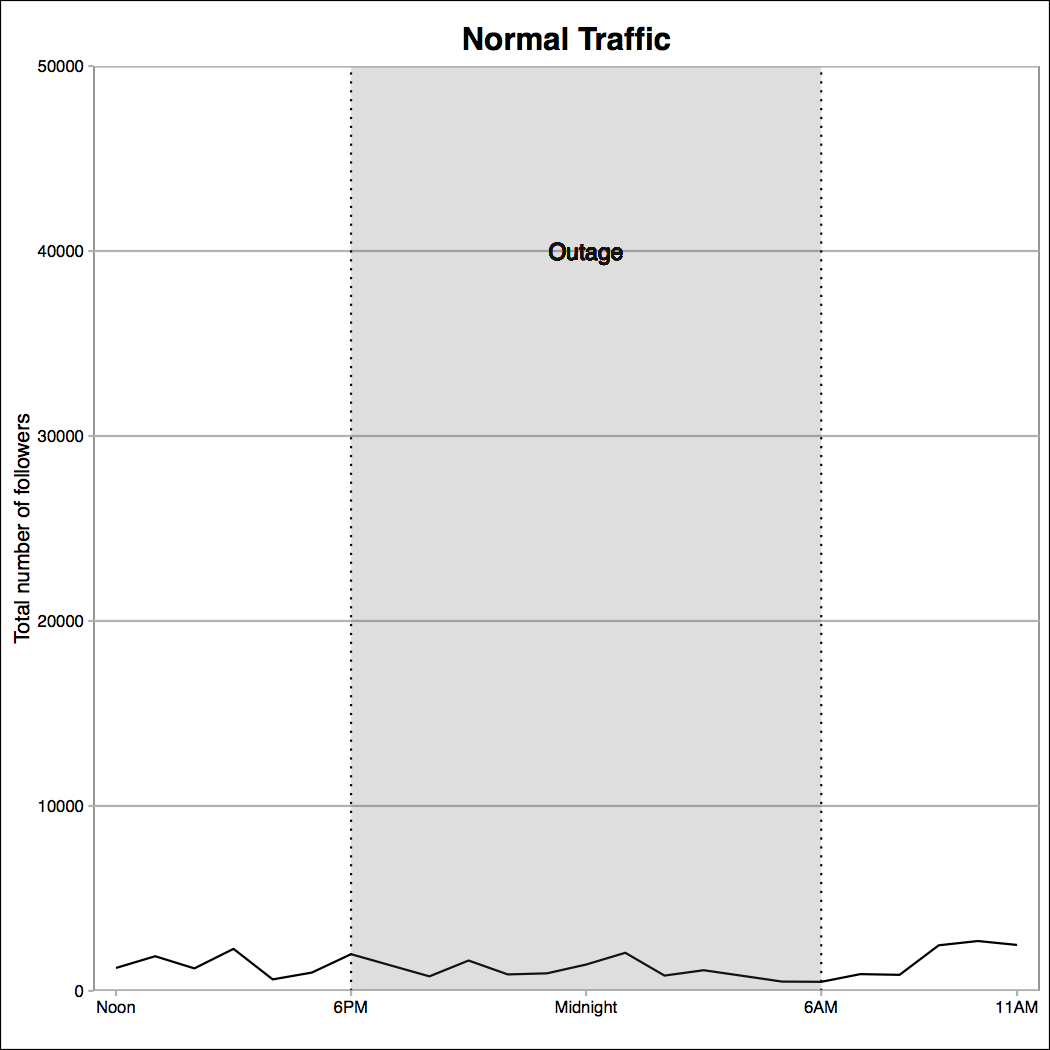 Normal Traffic
50000
40000
30000
20000
10000
0
Total number of followers
Outage
Noon 6PM Midnight 6AM 11AM